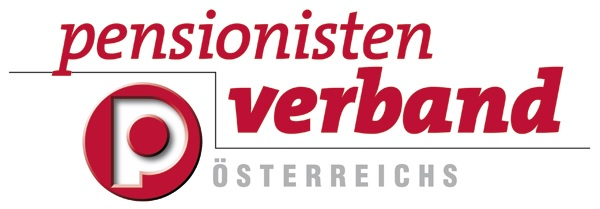 pensionisten
verband
p
ÖSTERREICHS